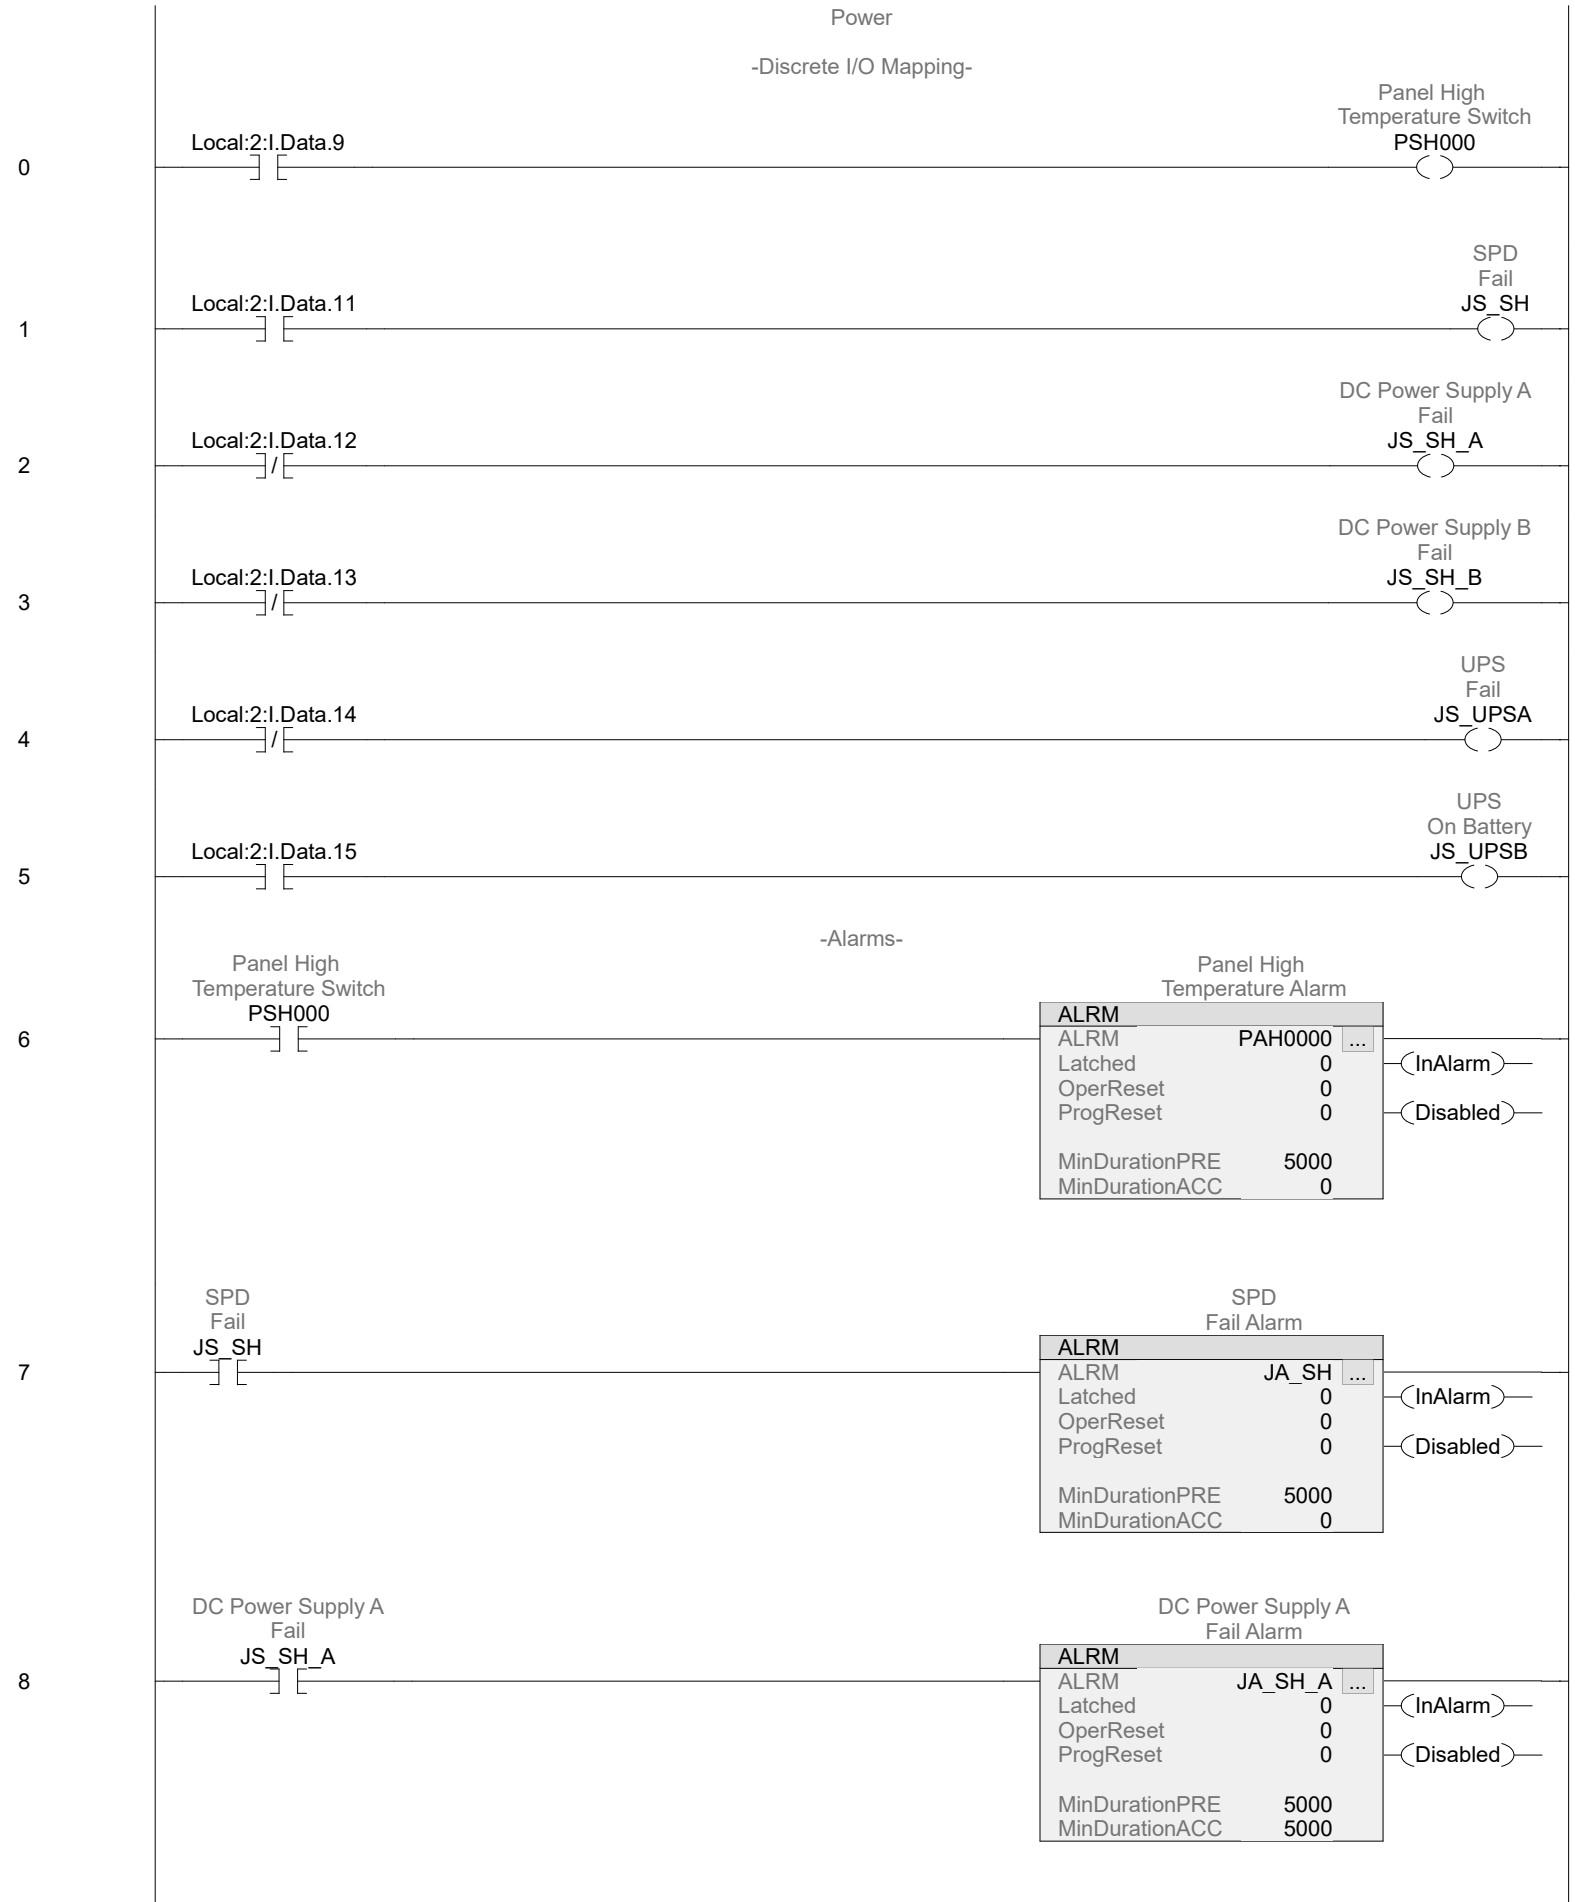 Power
-Discrete I/O Mapping-
Panel High
Temperature Switch
Local:2:I.Data.9
PSH000
0
SPD
Fail
Local:2:I.Data.11
JS_SH
1
DC Power Supply A
Fail
Local:2:I.Data.12
JS_SH_A
/
2
DC Power Supply B
Fail
Local:2:I.Data.13
JS_SH_B
/
3
UPS
Fail
Local:2:I.Data.14
JS_UPSA
/
4
UPS
On Battery
Local:2:I.Data.15
JS_UPSB
5
-Alarms-
Panel High
Temperature Switch
PSH000
6
Panel High
Temperature Alarm
ALRM
ALRM PAH0000 ...
Latched 0 InAlarm
OperReset 0
ProgReset 0 Disabled
MinDurationPRE 5000
MinDurationACC 0
SPD
Fail
JS_SH
7
SPD
Fail Alarm
ALRM
ALRM JA_SH ...
Latched 0 InAlarm
OperReset 0
ProgReset 0 Disabled
MinDurationPRE 5000
MinDurationACC 0
DC Power Supply A
Fail
JS_SH_A
8
DC Power Supply A
Fail Alarm
ALRM
ALRM JA_SH_A ...
Latched 0 InAlarm
OperReset 0
ProgReset 0 Disabled
MinDurationPRE 5000
MinDurationACC 5000